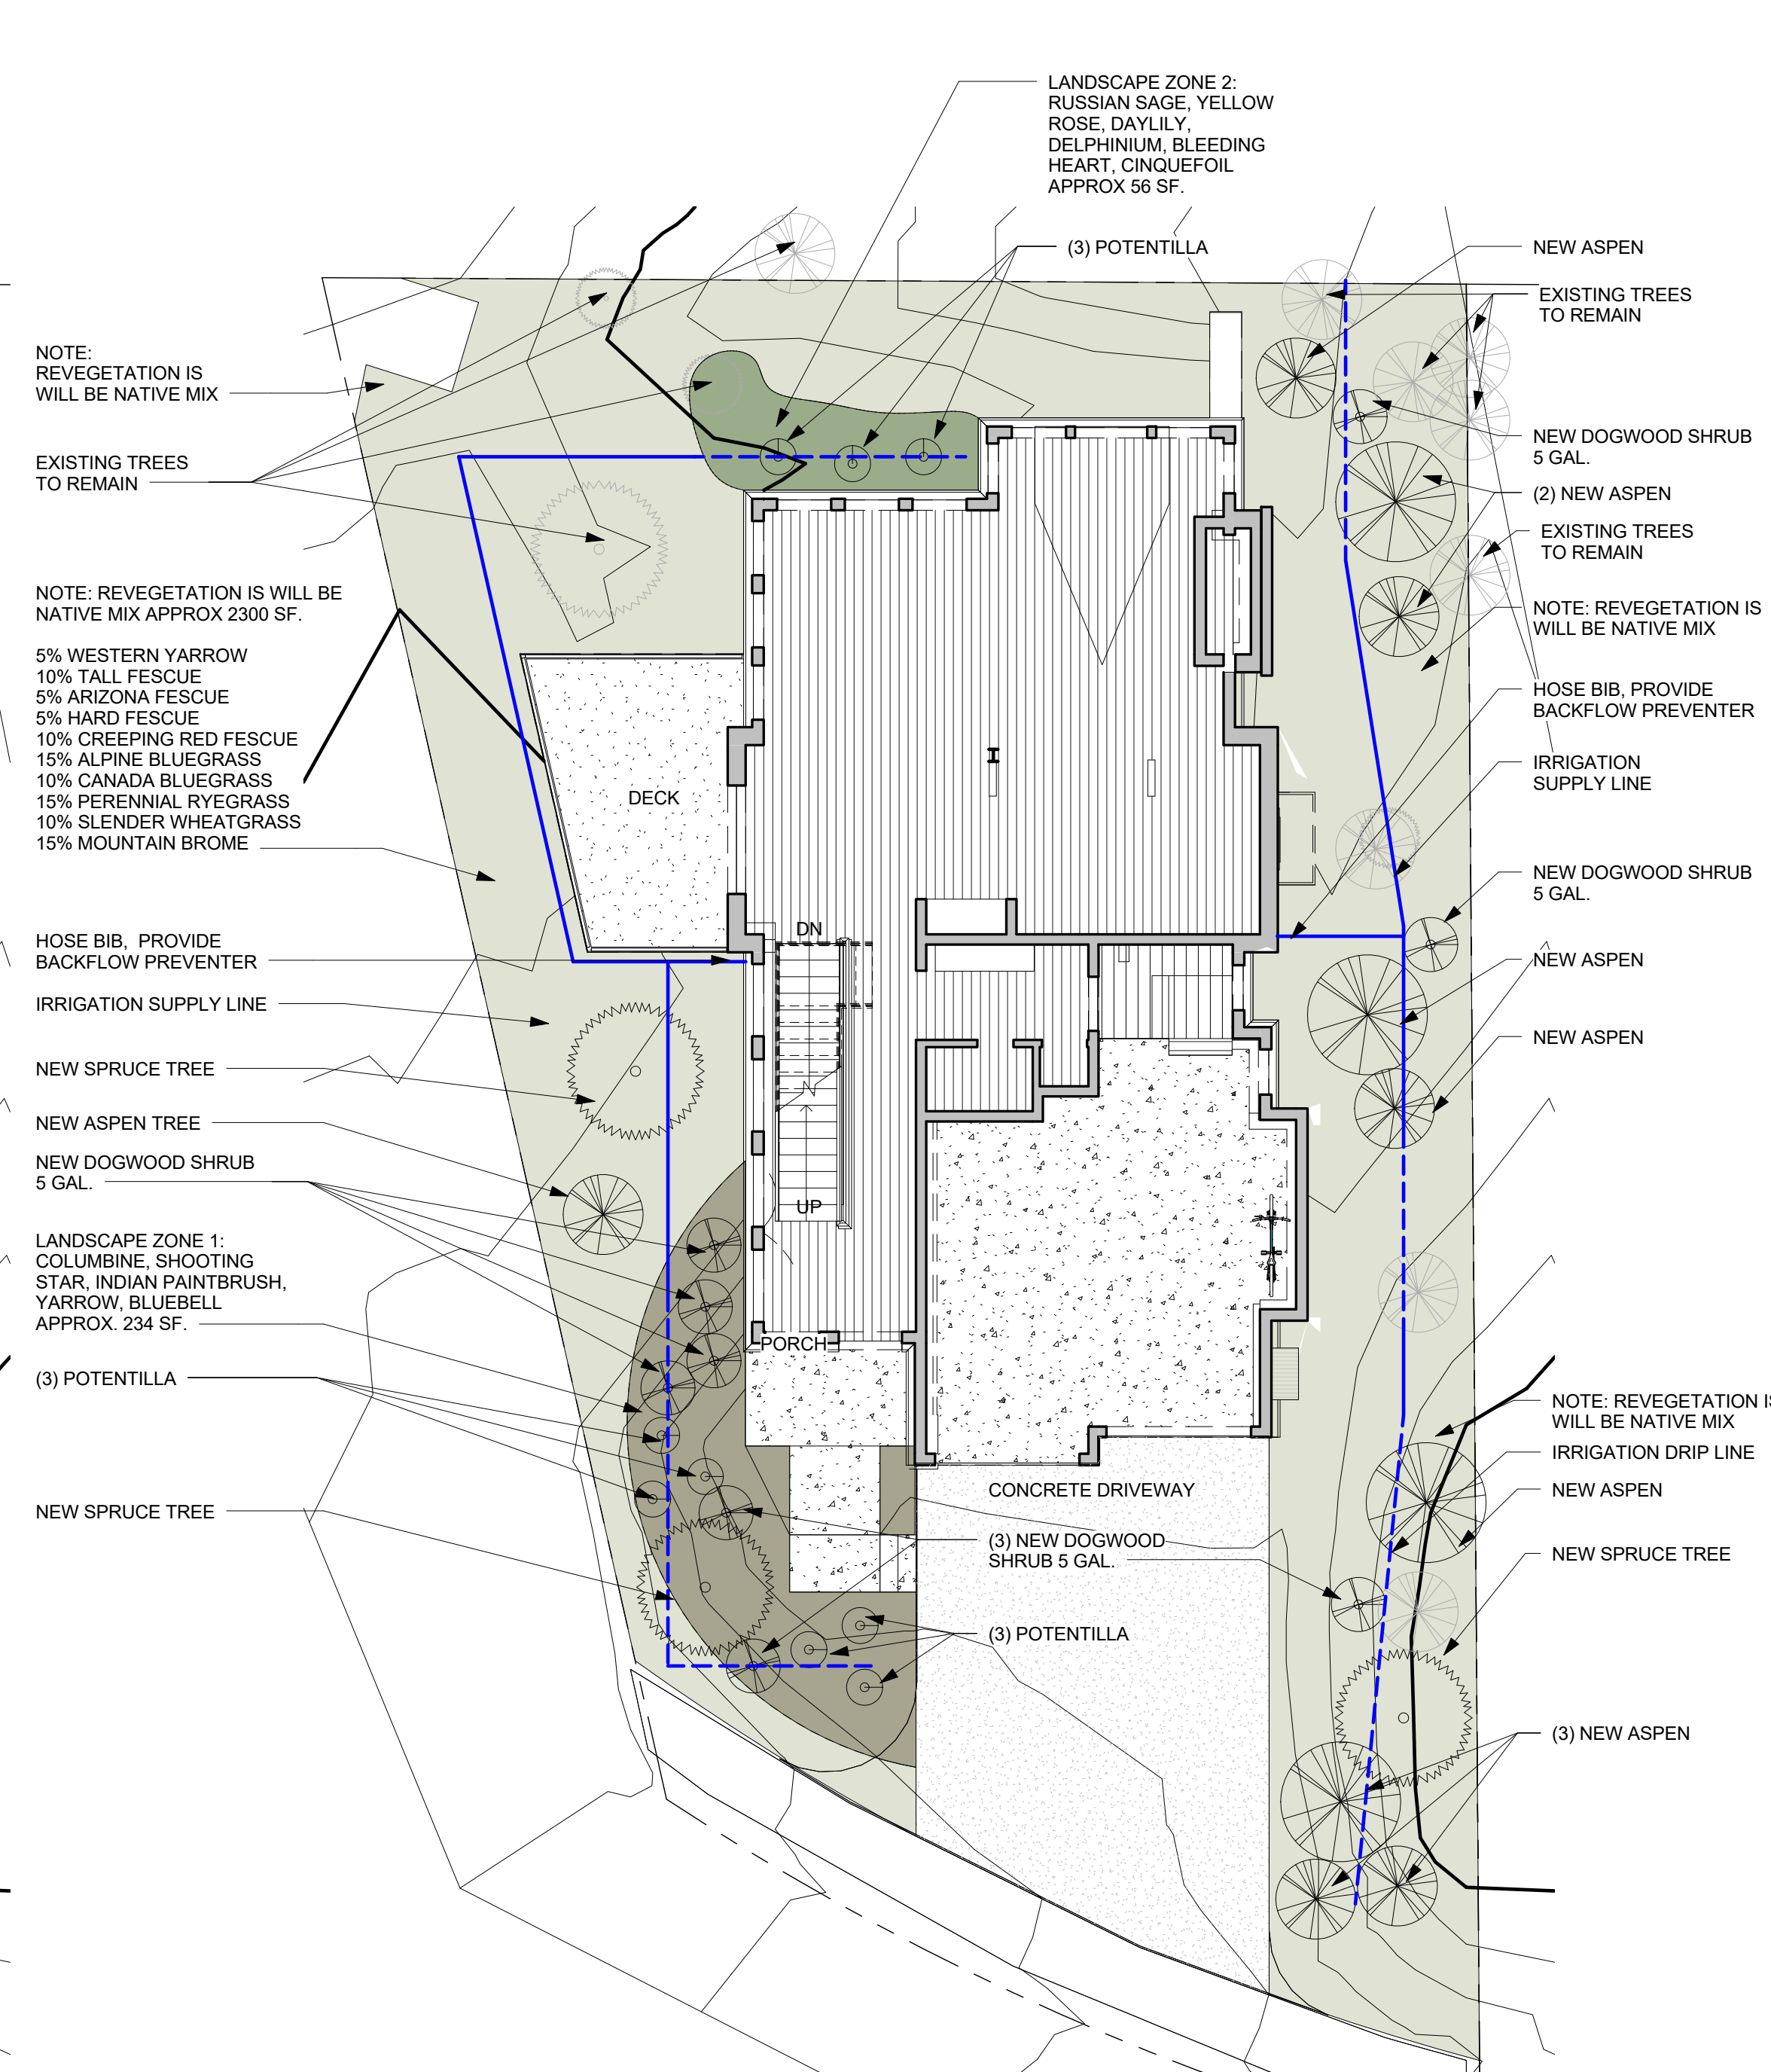 LANDSCAPE ZONE 2:
RUSSIAN SAGE, YELLOW
ROSE, DAYLILY,
DELPHINIUM, BLEEDING
HEART, CINQUEFOIL
APPROX 56 SF.
(3) POTENTILLA
NOTE:
REVEGETATION IS
WILL BE NATIVE MIX
EXISTING TREES
TO REMAIN
NOTE: REVEGETATION IS WILL BE
NATIVE MIX APPROX 2300 SF.
5% WESTERN YARROW
10% TALL FESCUE
5% ARIZONA FESCUE
5% HARD FESCUE
10% CREEPING RED FESCUE
15% ALPINE BLUEGRASS
10% CANADA BLUEGRASS
15% PERENNIAL RYEGRASS
10% SLENDER WHEATGRASS
15% MOUNTAIN BROME
HOSE BIB,  PROVIDE
BACKFLOW PREVENTER
IRRIGATION SUPPLY LINE
NEW SPRUCE TREE
NEW ASPEN TREE
NEW DOGWOOD SHRUB
5 GAL.
LANDSCAPE ZONE 1:
COLUMBINE, SHOOTING
STAR, INDIAN PAINTBRUSH,
YARROW, BLUEBELL
APPROX. 234 SF.
(3) POTENTILLA
NEW SPRUCE TREE
DECK
DN
UP
PORCH
CONCRETE DRIVEWAY
(3) NEW DOGWOOD
SHRUB 5 GAL.
(3) POTENTILLA
NEW ASPEN
EXISTING TREES
TO REMAIN
NEW DOGWOOD SHRUB
5 GAL.
(2) NEW ASPEN
EXISTING TREES
TO REMAIN
NOTE: REVEGETATION IS
WILL BE NATIVE MIX
HOSE BIB, PROVIDE
BACKFLOW PREVENTER
IRRIGATION
SUPPLY LINE
NEW DOGWOOD SHRUB
5 GAL.
NEW ASPEN
NEW ASPEN
NOTE: REVEGETATION IS
WILL BE NATIVE MIX
IRRIGATION DRIP LINE
NEW ASPEN
NEW SPRUCE TREE
(3) NEW ASPEN